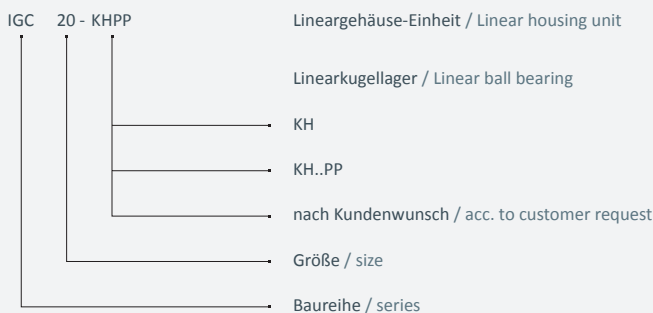 IGC 20 - KHPP Lineargehäuse-Einheit / Linear housing unit
Linearkugellager / Linear ball bearing
KH
KH..PP
nach Kundenwunsch / acc. to customer request
Größe / size
Baureihe / series